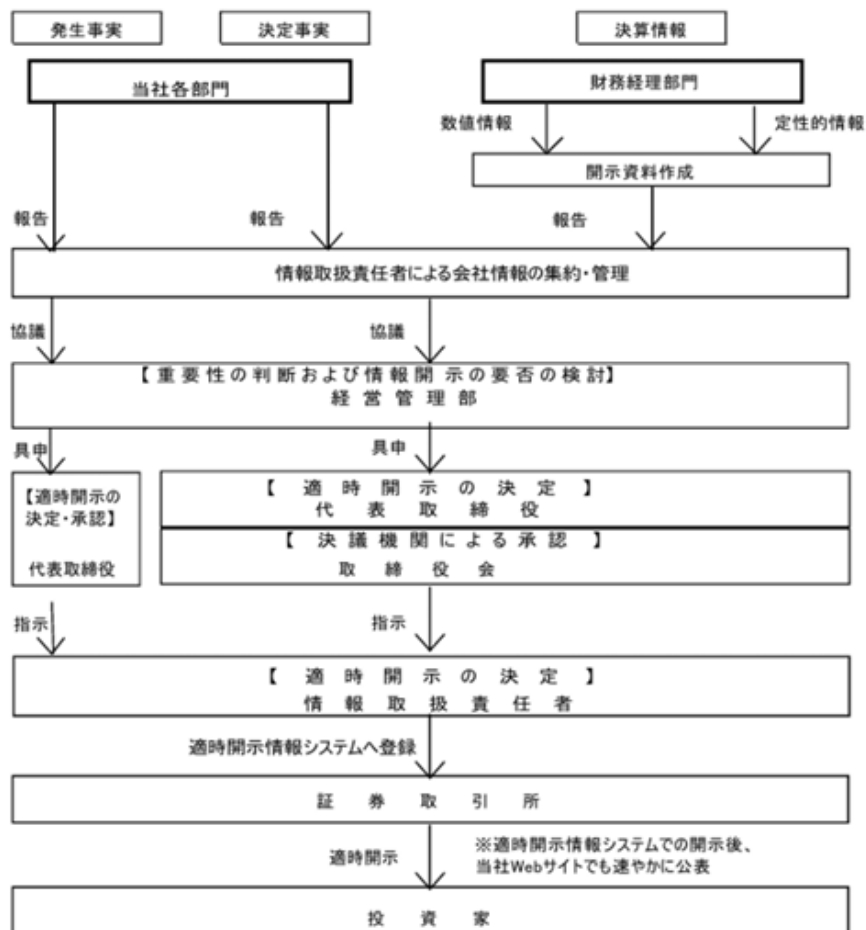 発生事実
決定事実
決算情報
当社各部門
財務経理部門
数値情報
定性的情報
開示資料作成
報告
報告
報告
情報取扱責任者による会社情報の集約・管理
協議
協議
【重要性の判断および情報開示の要否の検討】
経営管理部
具申
具申
【適時開示の
決定・承認】
代表取締役
【適時開示の決定】
代表取締役
【決議機関による承認】
取締役会
指示
指示
【適時開示の決定】
情報取扱責任者
適時開示情報システムへ登録
証券取引所
適時開示
※適時開示情報システムでの開示後、
当社Webサイトでも速やかに公表
投資家